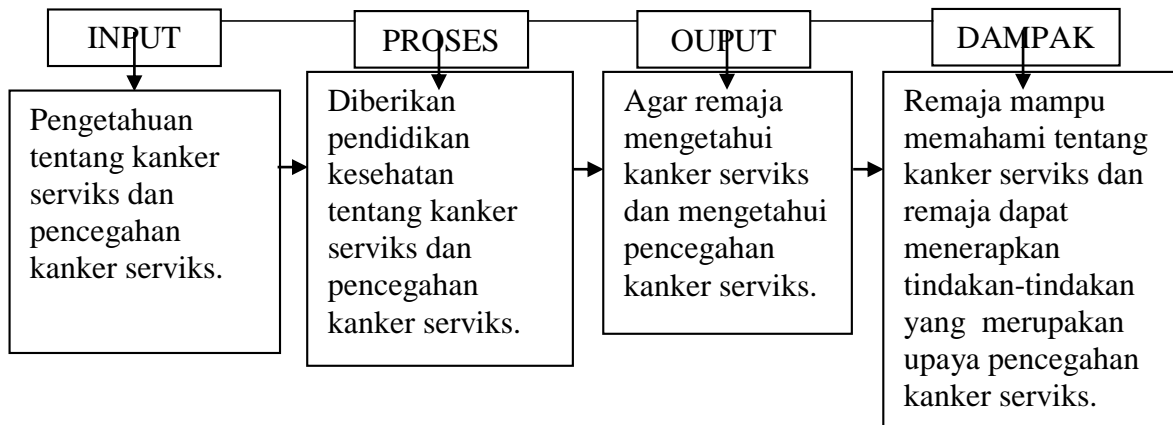 INPUT
PROSES
OUPUT
DAMPAK
Pengetahuan
tentang kanker
serviks dan
pencegahan
kanker serviks.
Diberikan
pendidikan
kesehatan
tentang kanker
serviks dan
pencegahan
kanker serviks.
Agar remaja
mengetahui
kanker serviks
dan mengetahui
pencegahan
kanker serviks.
Remaja mampu
memahami tentang
kanker serviks dan
remaja dapat
menerapkan
tindakan-tindakan
yang merupakan
upaya pencegahan
kanker serviks.